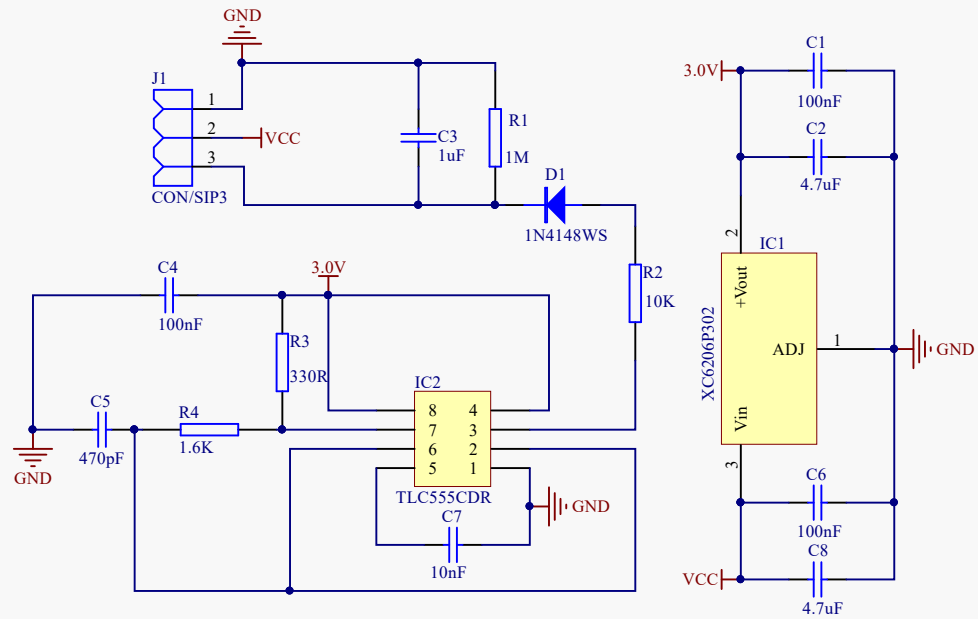 GND
J1
1
2
3
VCC
CON/SIP3
C3
1uF
R1
1M
D1
1N4148WS
R2
10K
C4
100nF
3.0V
R3
330R
C5
470pF
R4
1.6K
GND
IC2
8 4
7 3
6 2
5 1
TLC555CDR
GND
C7
10nF
C1
3.0V
100nF
C2
4.7uF
2
IC1
+Vout
XC6206P302
ADJ
1
GND
Vin
3
C6
100nF
C8
VCC
4.7uF